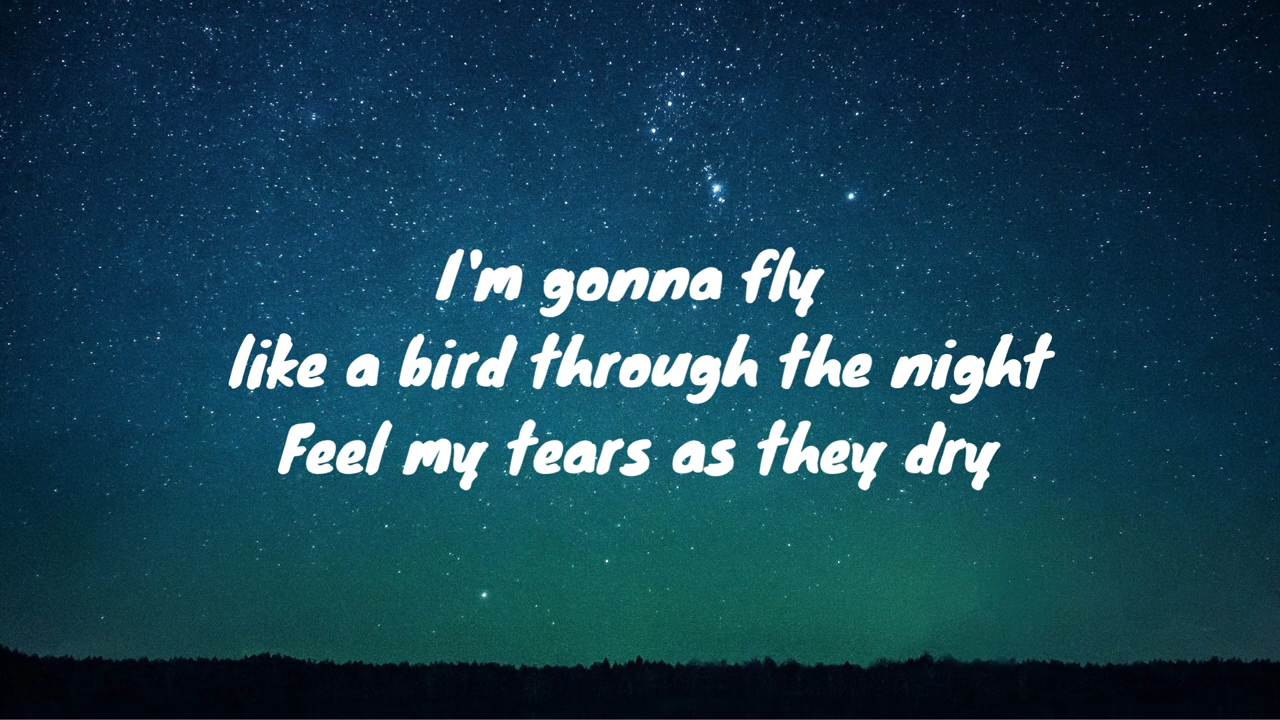 I'm gonna fly
like a bird through the night
Feel my tears as they dry